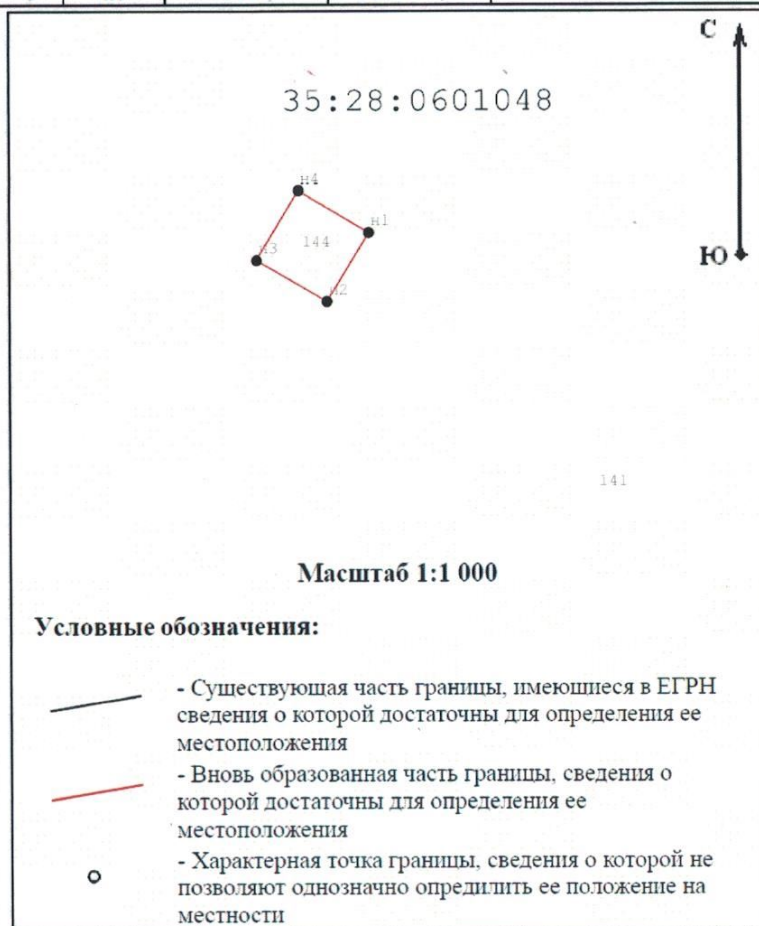 С
35:28:0601048
н4
н1
144
н3
н2
Ю
141
Масштаб 1:1 000
Условные обозначения:
- Существующая часть границы, имеющиеся в ЕГРН
сведения о которой достаточны для определения ее
местоположения
- Вновь образованная часть границы, сведения о
которой достаточны для определения ее
местоположения
- Характерная точка границы, сведения о которой не
позволяют однозначно опредилить ее положение на
местности